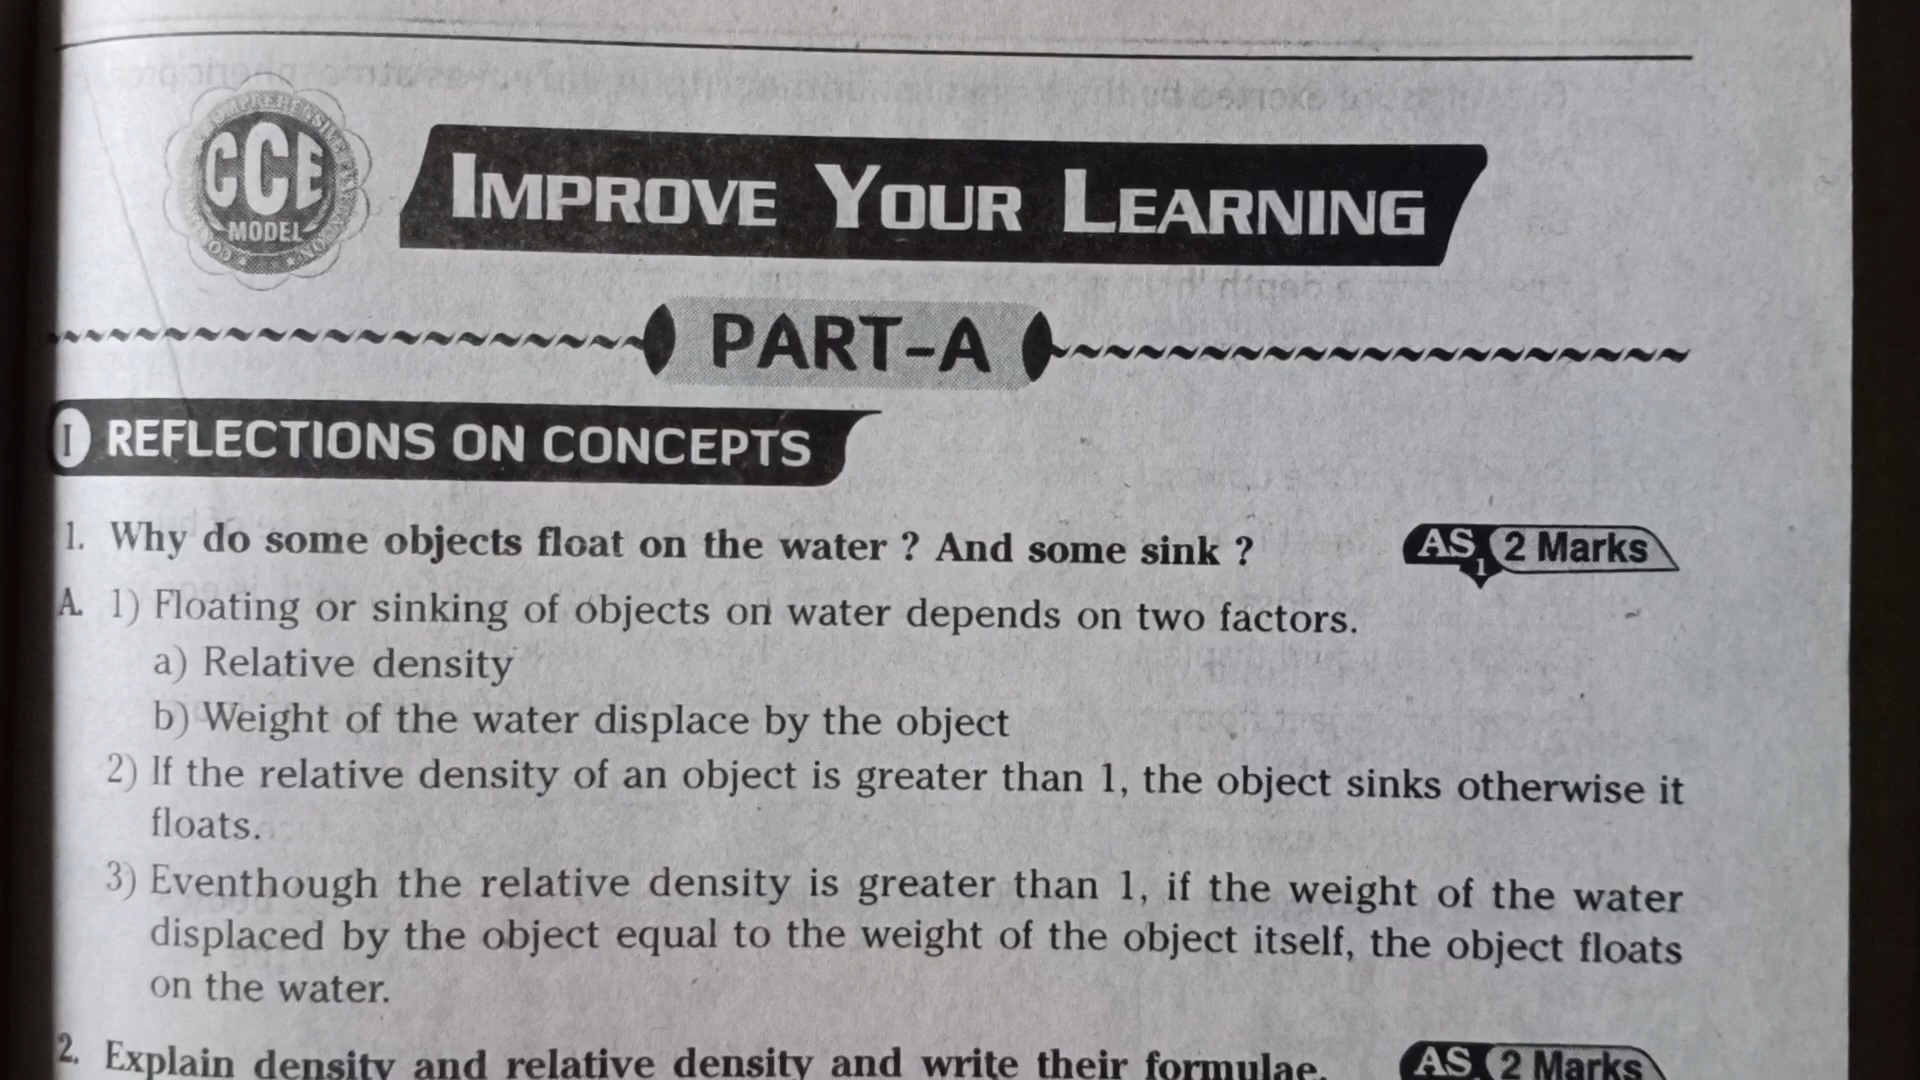 CCE
MODEL
IMPROVE YOUR LEARNING
PART-A
I REFLECTIONS ON CONCEPTS
1. Why do some objects float on the water ? And some sink ? AS1 2 Marks
A. 1) Floating or sinking of objects on water depends on two factors.
a) Relative density
b) Weight of the water displace by the object
2) If the relative density of an object is greater than 1, the object sinks otherwise it
floats.
3) Eventhough the relative density is greater than 1, if the weight of the water
displaced by the object equal to the weight of the object itself, the object floats
on the water.
2. Explain density and relative density and write their formulae. AS 2 Marks